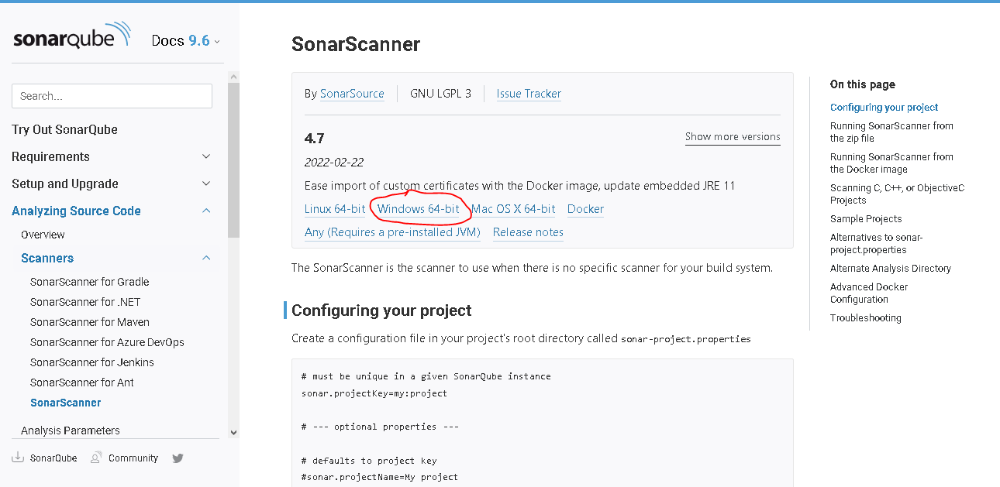 sonarqube Docs 9.6
Search...
Try Out SonarQube
Requirements
Setup and Upgrade
Analyzing Source Code
Overview
Scanners
SonarScanner for Gradle
SonarScanner for .NET
SonarScanner for Maven
SonarScanner for Azure DevOps
SonarScanner for Jenkins
SonarScanner for Ant
SonarScanner
Analysis Parameters
SonarQube Community
SonarScanner
By SonarSource GNU LGPL 3 Issue Tracker
4.7 Show more versions
2022-02-22
Ease import of custom certificates with the Docker image, update embedded JRE 11
Linux 64-bit Windows 64-bit Mac OS X 64-bit Docker
Any (Requires a pre-installed JVM) Release notes
The SonarScanner is the scanner to use when there is no specific scanner for your build system.
Configuring your project
Create a configuration file in your project's root directory called sonar-project.properties
# must be unique in a given SonarQube instance
sonar.projectKey=my:project
# --- optional properties ---
# defaults to project key
#sonar.projectName=My project
On this page
Configuring your project
Running SonarScanner from
the zip file
Running SonarScanner from
the Docker image
Scanning C, C++, or ObjectiveC
Projects
Sample Projects
Alternatives to sonar-
project.properties
Alternate Analysis Directory
Advanced Docker
Configuration
Troubleshooting